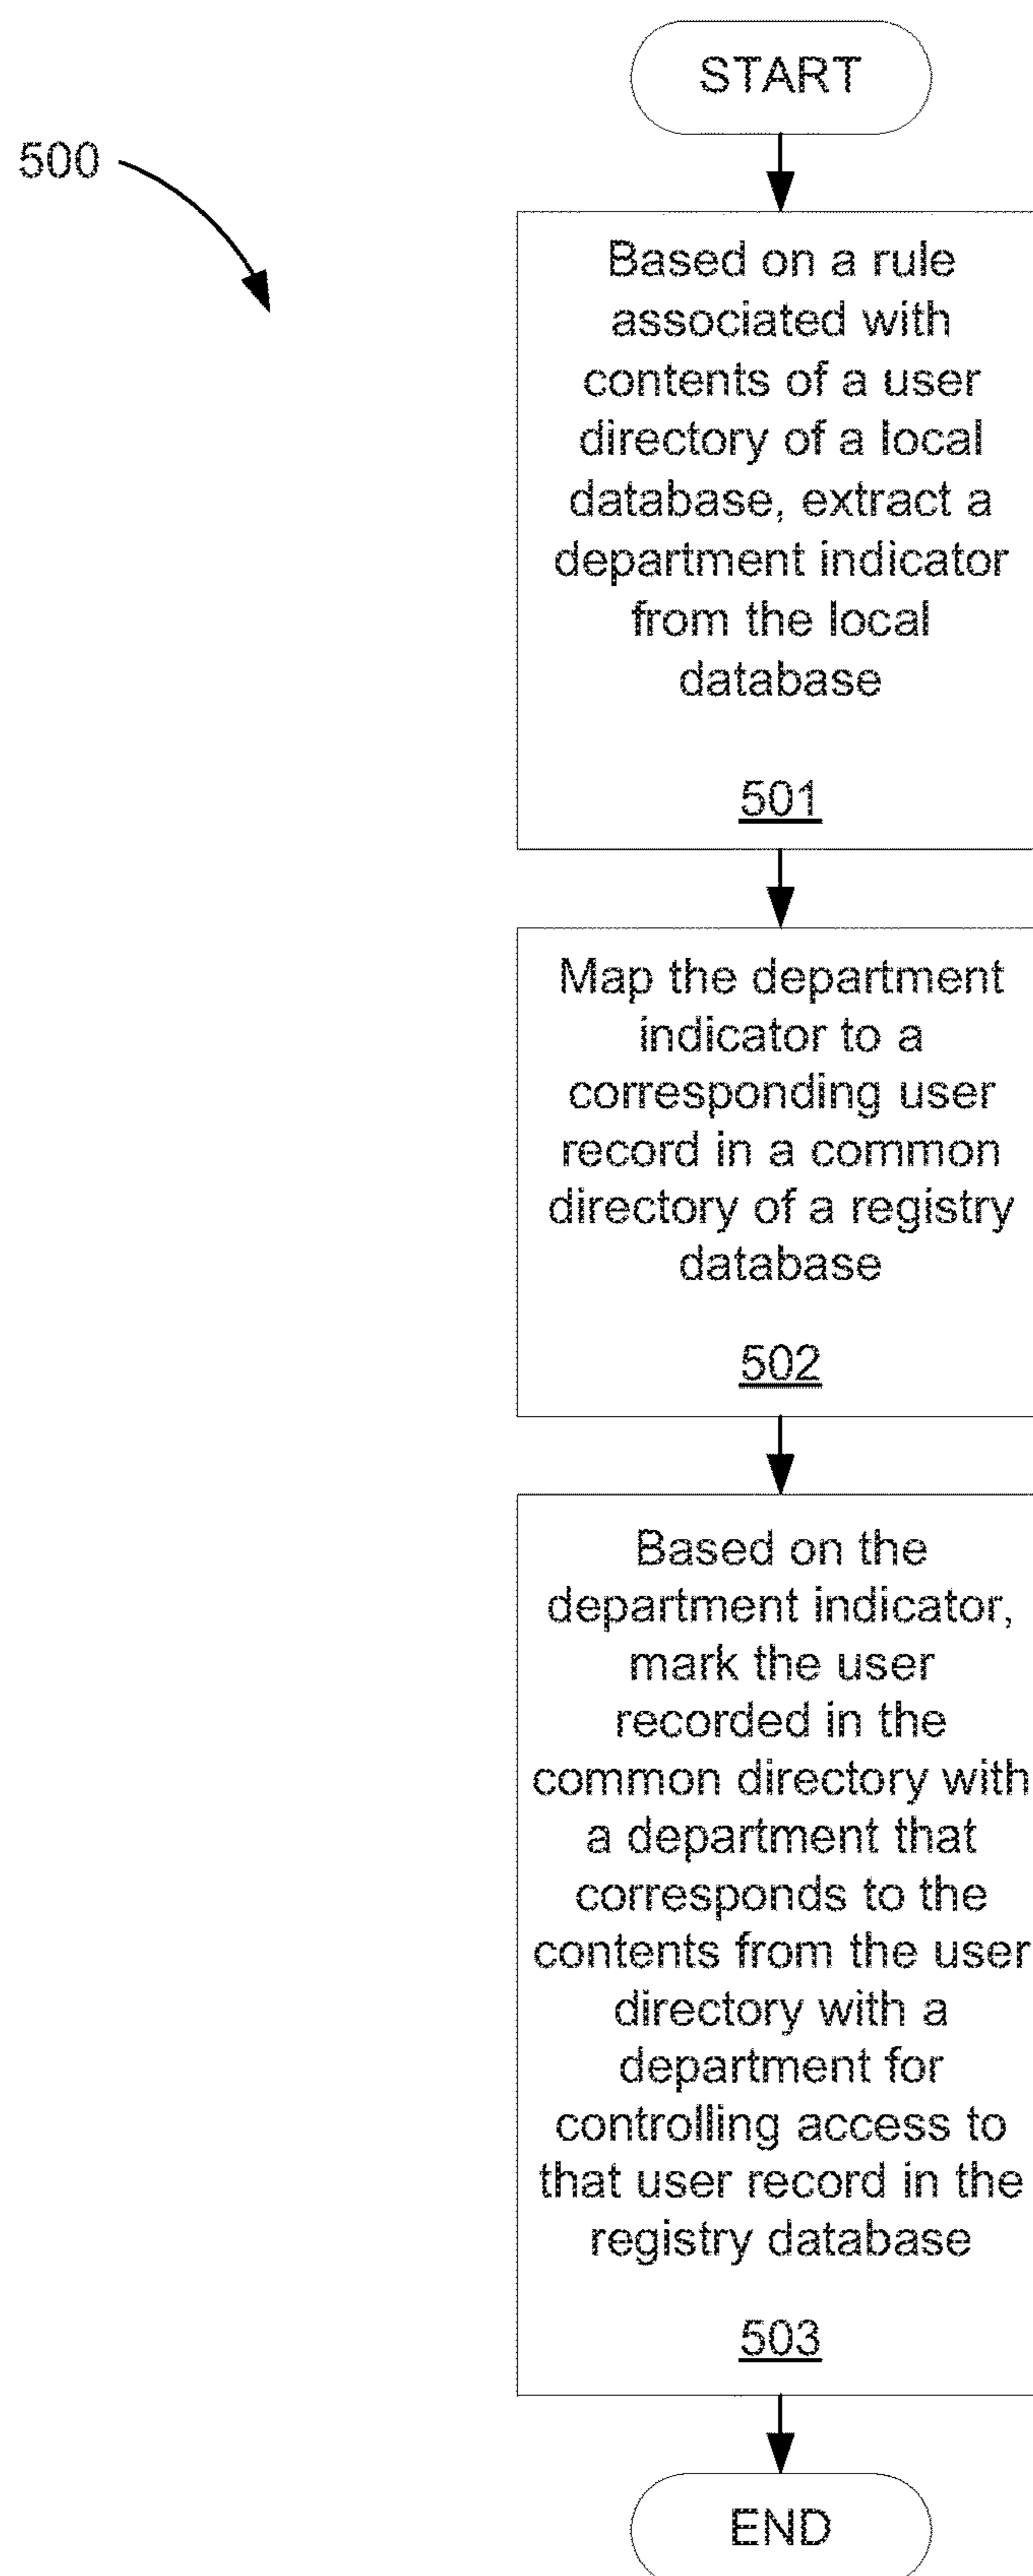 START
500
Based on a rule
associated with
contents of a user
directory of a local
database, extract a
department indicator
from the local
database
501
Map the department
indicator to a
corresponding user
record in a common
directory of a registry
database
502
Based on the
department indicator,
mark the user
recorded in the
common directory with
a department that
corresponds to the
contents from the user
directory with a
department for
controlling access to
that user record in the
registry database
503
END